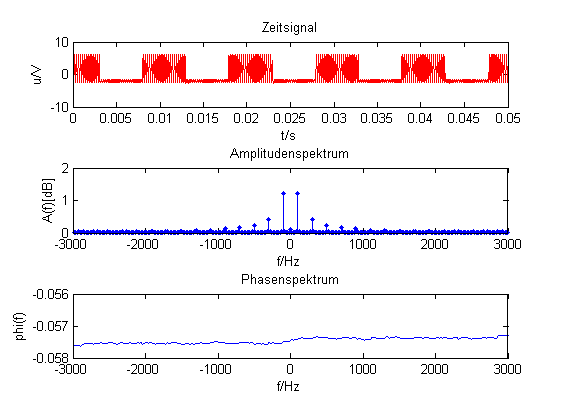 Zeitsignal
10
0
-10
u/V
0 0.005 0.01 0.015 0.02 0.025 0.03 0.035 0.04 0.045 0.05
t/s
Amplitudenspektrum
2
1
0
A(f)[dB]
-3000 -2000 -1000 0 1000 2000 3000
f/Hz
Phasenspektrum
-0.056
-0.057
-0.058
phi(f)
-3000 -2000 -1000 0 1000 2000 3000
f/Hz